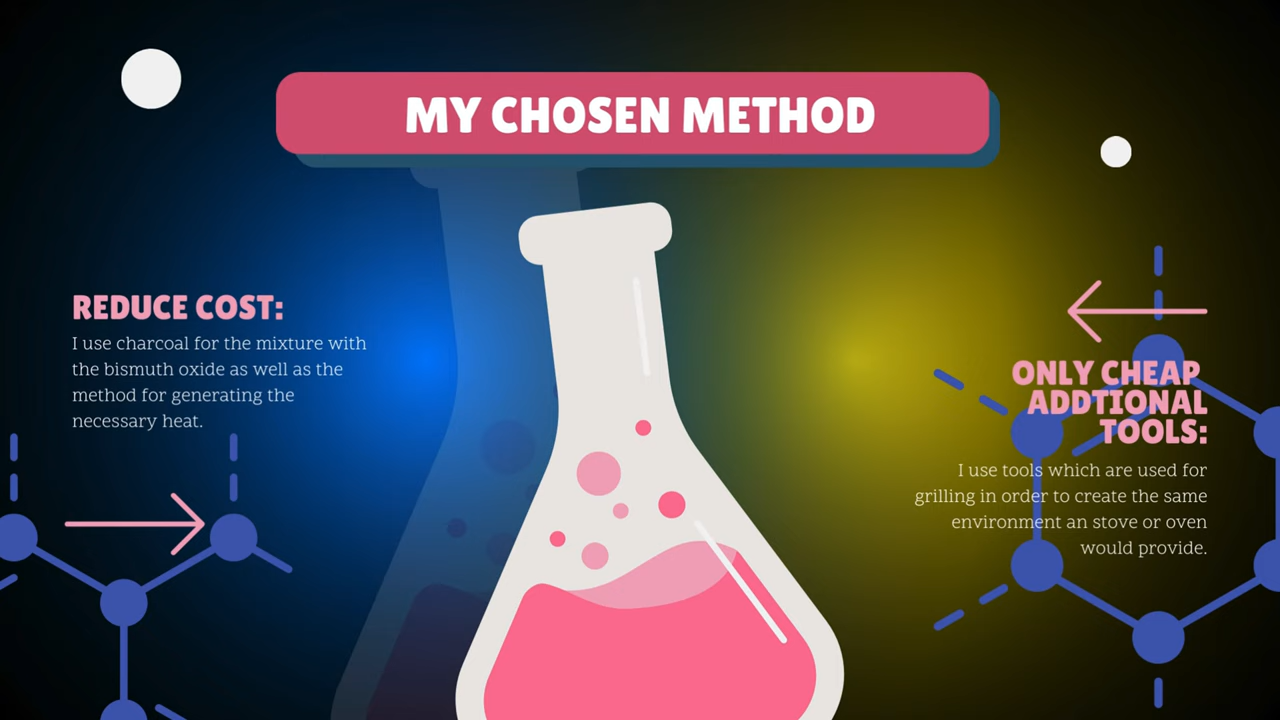 MY CHOSEN METHOD
REDUCE COST:
I use charcoal for the mixture with
the bismuth oxide as well as the
method for generating the
necessary heat.
ONLY CHEAP
ADDTIONAL
TOOLS:
I use tools which are used for
grilling in order to create the same
environment an stove or oven
would provide.